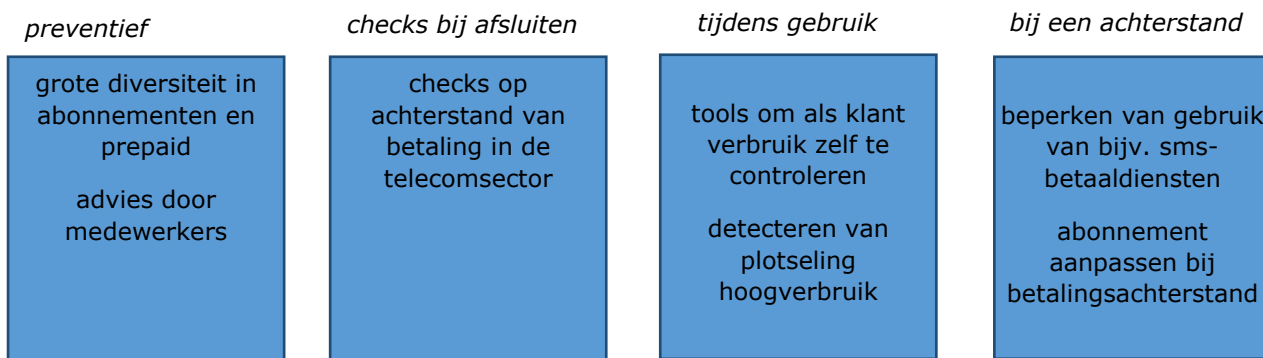 preventief
grote diversiteit in
abonnementen en
prepaid
advies door
medewerkers
checks bij afsluiten
checks op
achterstand van
betaling in de
telecomsector
tijdens gebruik
tools om als klant
verbruik zelf te
controleren
detecteren van
plotseling
hoogverbruik
bij een achterstand
beperken van gebruik
van bijv. sms-
betaaldiensten
abonnement
aanpassen bij
betalingsachterstand